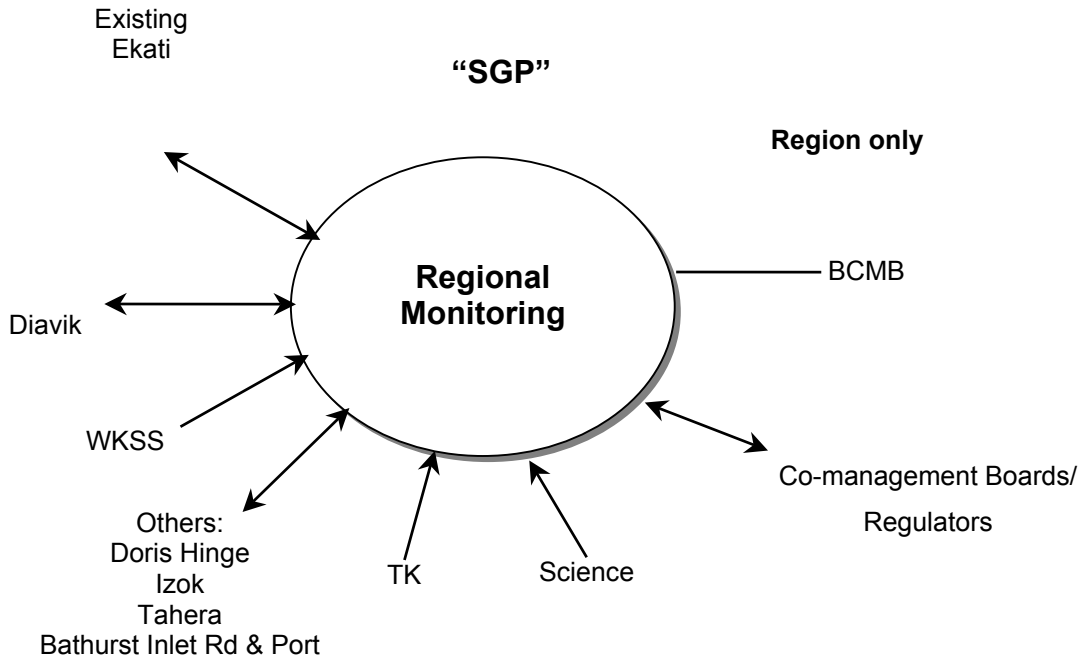 Existing
Ekati
“SGP”
Region only
Regional
Monitoring
BCMB
Diavik
WKSS
Co-management Boards/
Regulators
Others:
Doris Hinge
Izok
Tahera
Bathurst Inlet Rd & Port
TK
Science